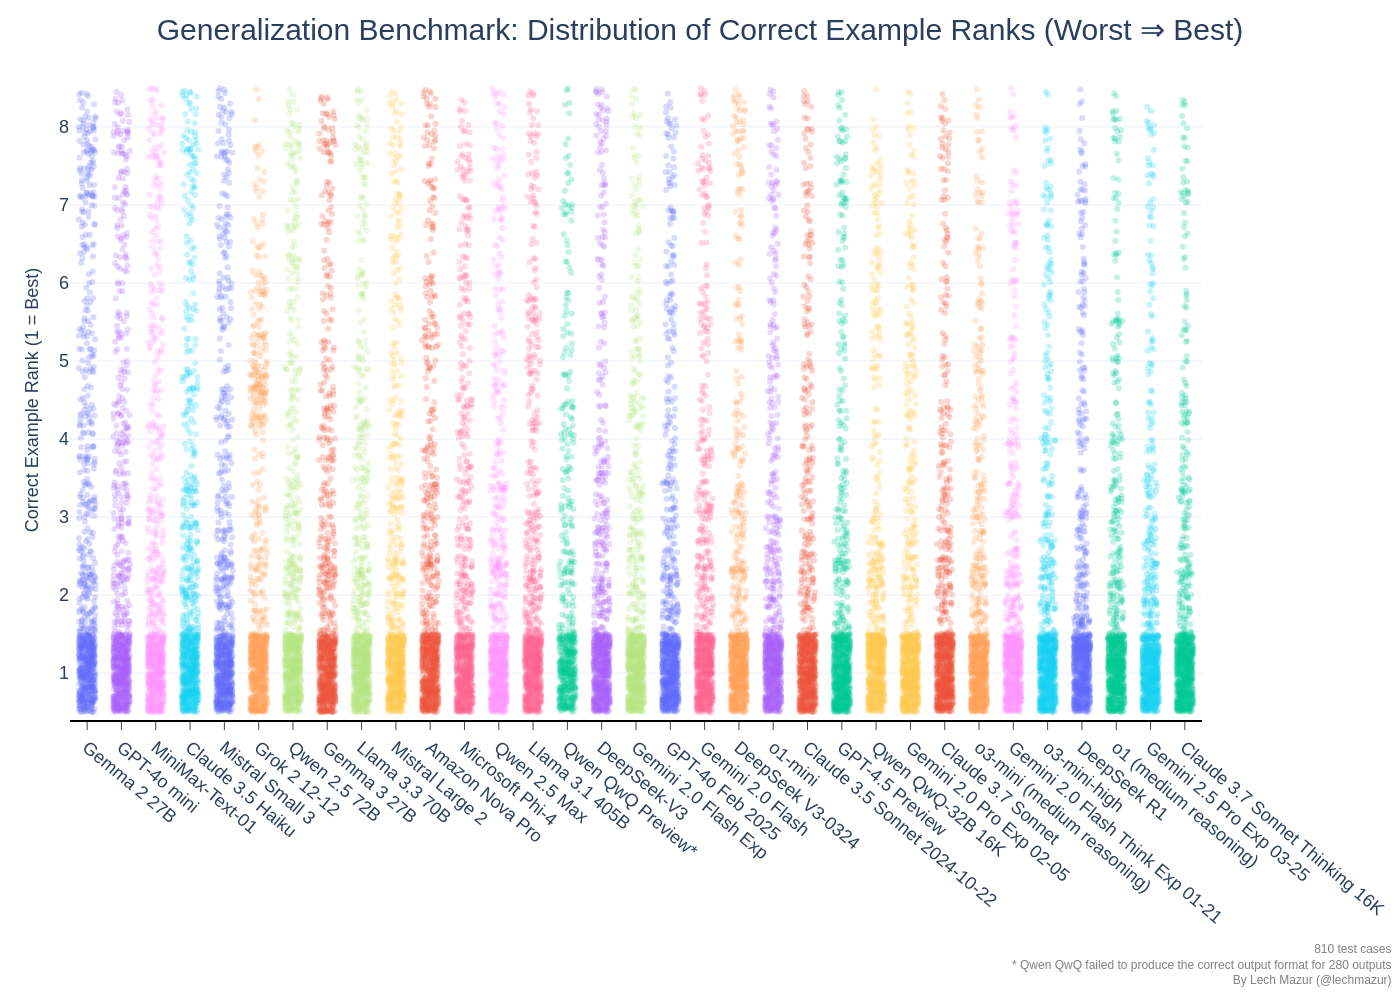 Generalization Benchmark: Distribution of Correct Example Ranks (Worst ⇒ Best)
Correct Example Rank (1 = Best)
8
7
6
5
4
3
2
1
Gemma 2 27B
GPT-4o mini
MiniMax-Text-01
Claude 3.5 Haiku
Mistral Small 3
Grok 2 12-12
Qwen 2.5 72B
Gemma 3 27B
Llama 3.3 70B
Mistral Large 2
Amazon Nova Pro
Microsoft Phi-4
Qwen 2.5 Max
Llama 3.1 405B
Qwen QwQ Preview*
DeepSeek-V3
Gemini 2.0 Flash Exp
GPT-4o Feb 2025
Gemini 2.0 Flash
DeepSeek V3-0324
o1-mini
Claude 3.5 Sonnet 2024-10-22
GPT-4.5 Preview
Qwen QwQ-32B 16K
Gemini 2.0 Pro Exp 02-05
Claude 3.7 Sonnet
o3-mini (medium reasoning)
Gemini 2.0 Flash Think Exp 01-21
o3-mini-high
DeepSeek R1
o1 (medium reasoning)
Gemini 2.5 Pro Exp 03-25
Claude 3.7 Sonnet Thinking 16K
810 test cases
* Qwen QwQ failed to produce the correct output format for 280 outputs
By Lech Mazur (@lechmazur)